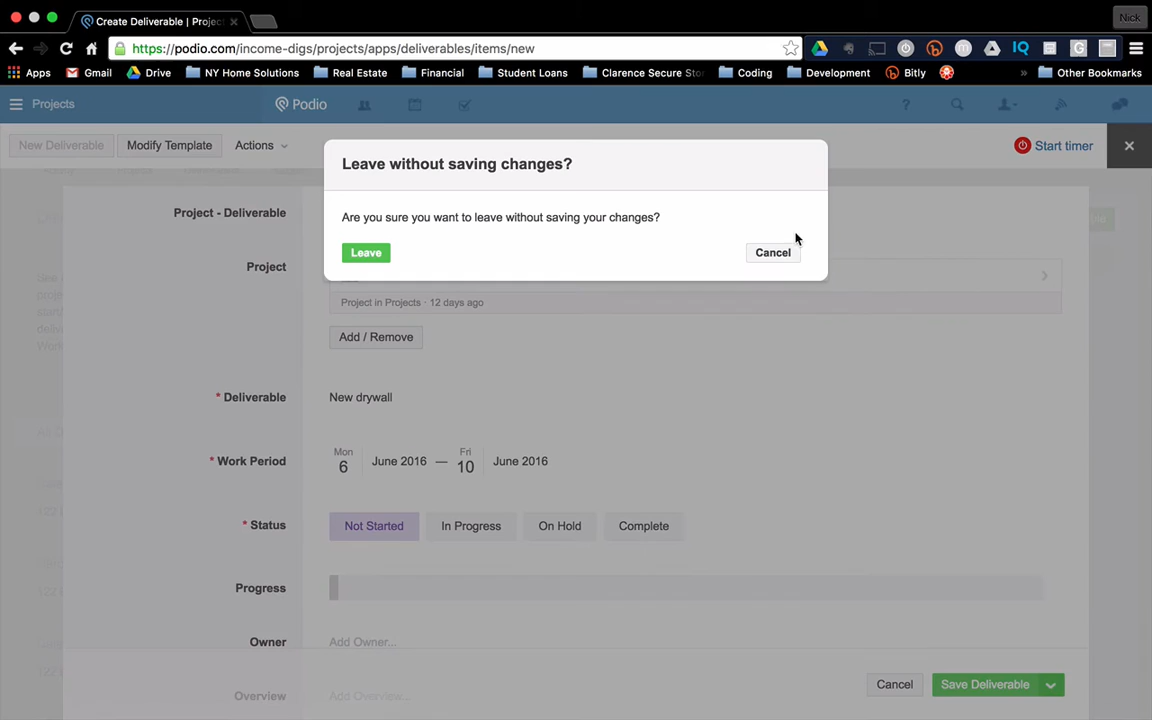 Create Deliverable | Project
Nick
https://podio.com/income-digs/projects/apps/deliverables/items/new
Apps Gmail Drive NY Home Solutions Real Estate Financial Student Loans Clarence Secure Sto Coding Development Bitly » Other Bookmarks
Projects Podio
New Deliverable Modify Template Actions Start timer
Leave without saving changes?
Are you sure you want to leave without saving your changes?
Leave Cancel
Project - Deliverable
Project
Project in Projects · 12 days ago
Add / Remove
* Deliverable New drywall
* Work Period Mon 6 June 2016 — Fri 10 June 2016
* Status Not Started In Progress On Hold Complete
Progress
Owner Add Owner...
Overview Add Overview...
Cancel Save Deliverable